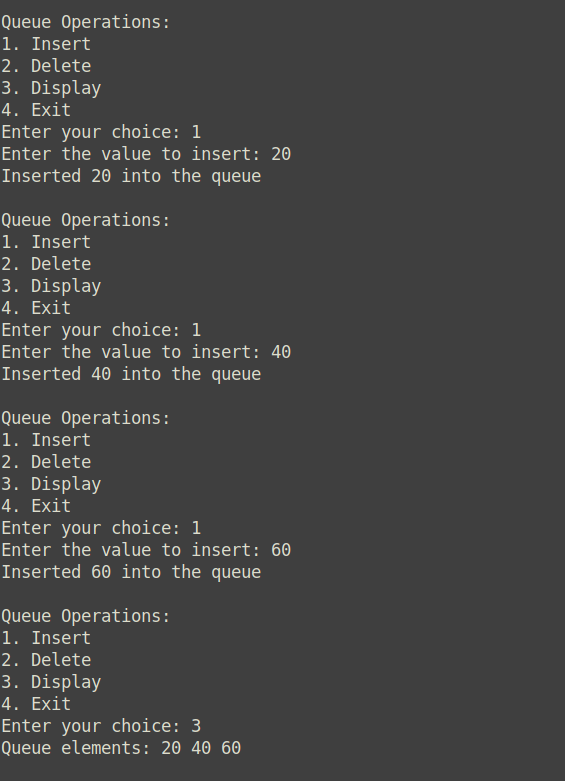 Queue Operations:
1. Insert
2. Delete
3. Display
4. Exit
Enter your choice: 1
Enter the value to insert: 20
Inserted 20 into the queue
Queue Operations:
1. Insert
2. Delete
3. Display
4. Exit
Enter your choice: 1
Enter the value to insert: 40
Inserted 40 into the queue
Queue Operations:
1. Insert
2. Delete
3. Display
4. Exit
Enter your choice: 1
Enter the value to insert: 60
Inserted 60 into the queue
Queue Operations:
1. Insert
2. Delete
3. Display
4. Exit
Enter your choice: 3
Queue elements: 20 40 60